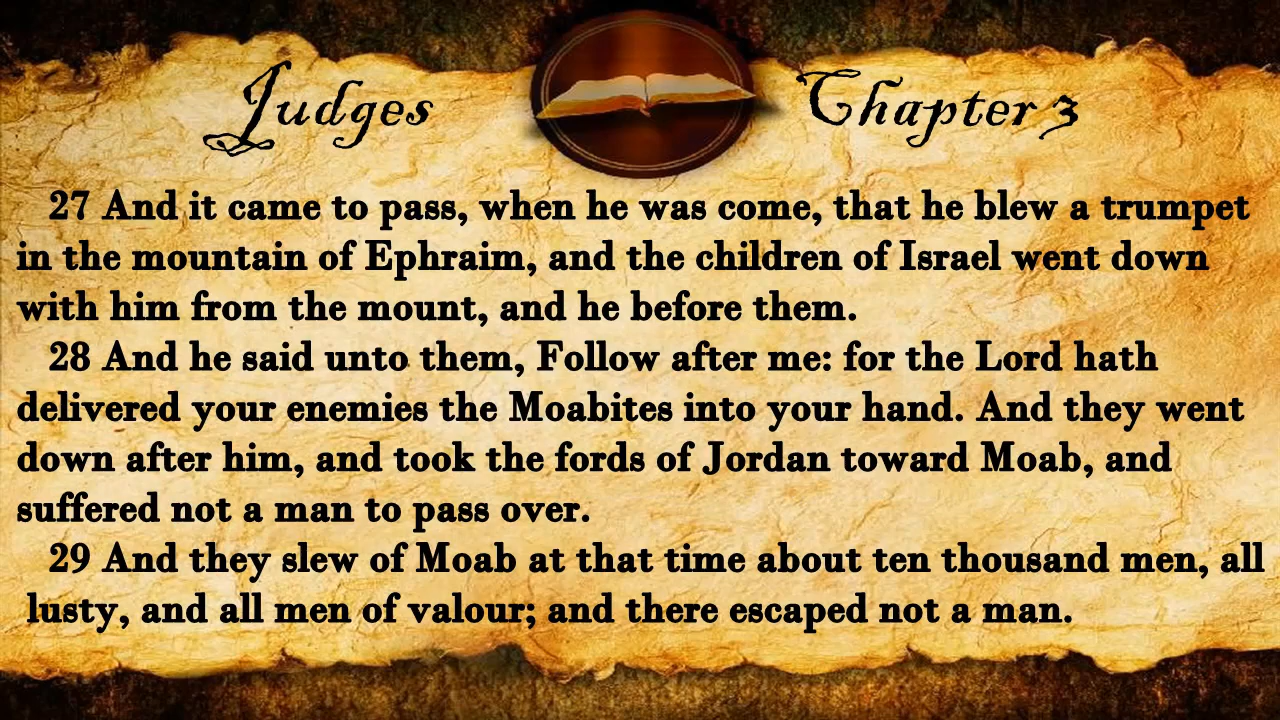 Judges Chapter 3
27 And it came to pass, when he was come, that he blew a trumpet
in the mountain of Ephraim, and the children of Israel went down
with him from the mount, and he before them.
28 And he said unto them, Follow after me: for the Lord hath
delivered your enemies the Moabites into your hand. And they went
down after him, and took the fords of Jordan toward Moab, and
suffered not a man to pass over.
29 And they slew of Moab at that time about ten thousand men, all
lusty, and all men of valour; and there escaped not a man.